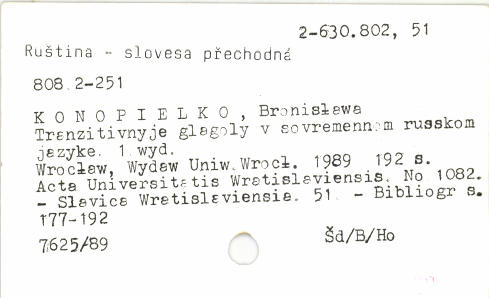 2-630.802, 51
Ruština - slovesa přechodná
808.2-251
KONOPIELKO, Bronisława
Tranzitivnyje glagoly v sovremennom russkom
jazyke. 1.wyd.
Wrocław, Wydaw Uniw.Wrocł. 1989 192 s.
Acta Universitatis Wratislaviensis. No 1082.
- Slavica Wratislaviensia. 51. - Bibliogr s.
177-192
7625/89
Šd/B/Ho